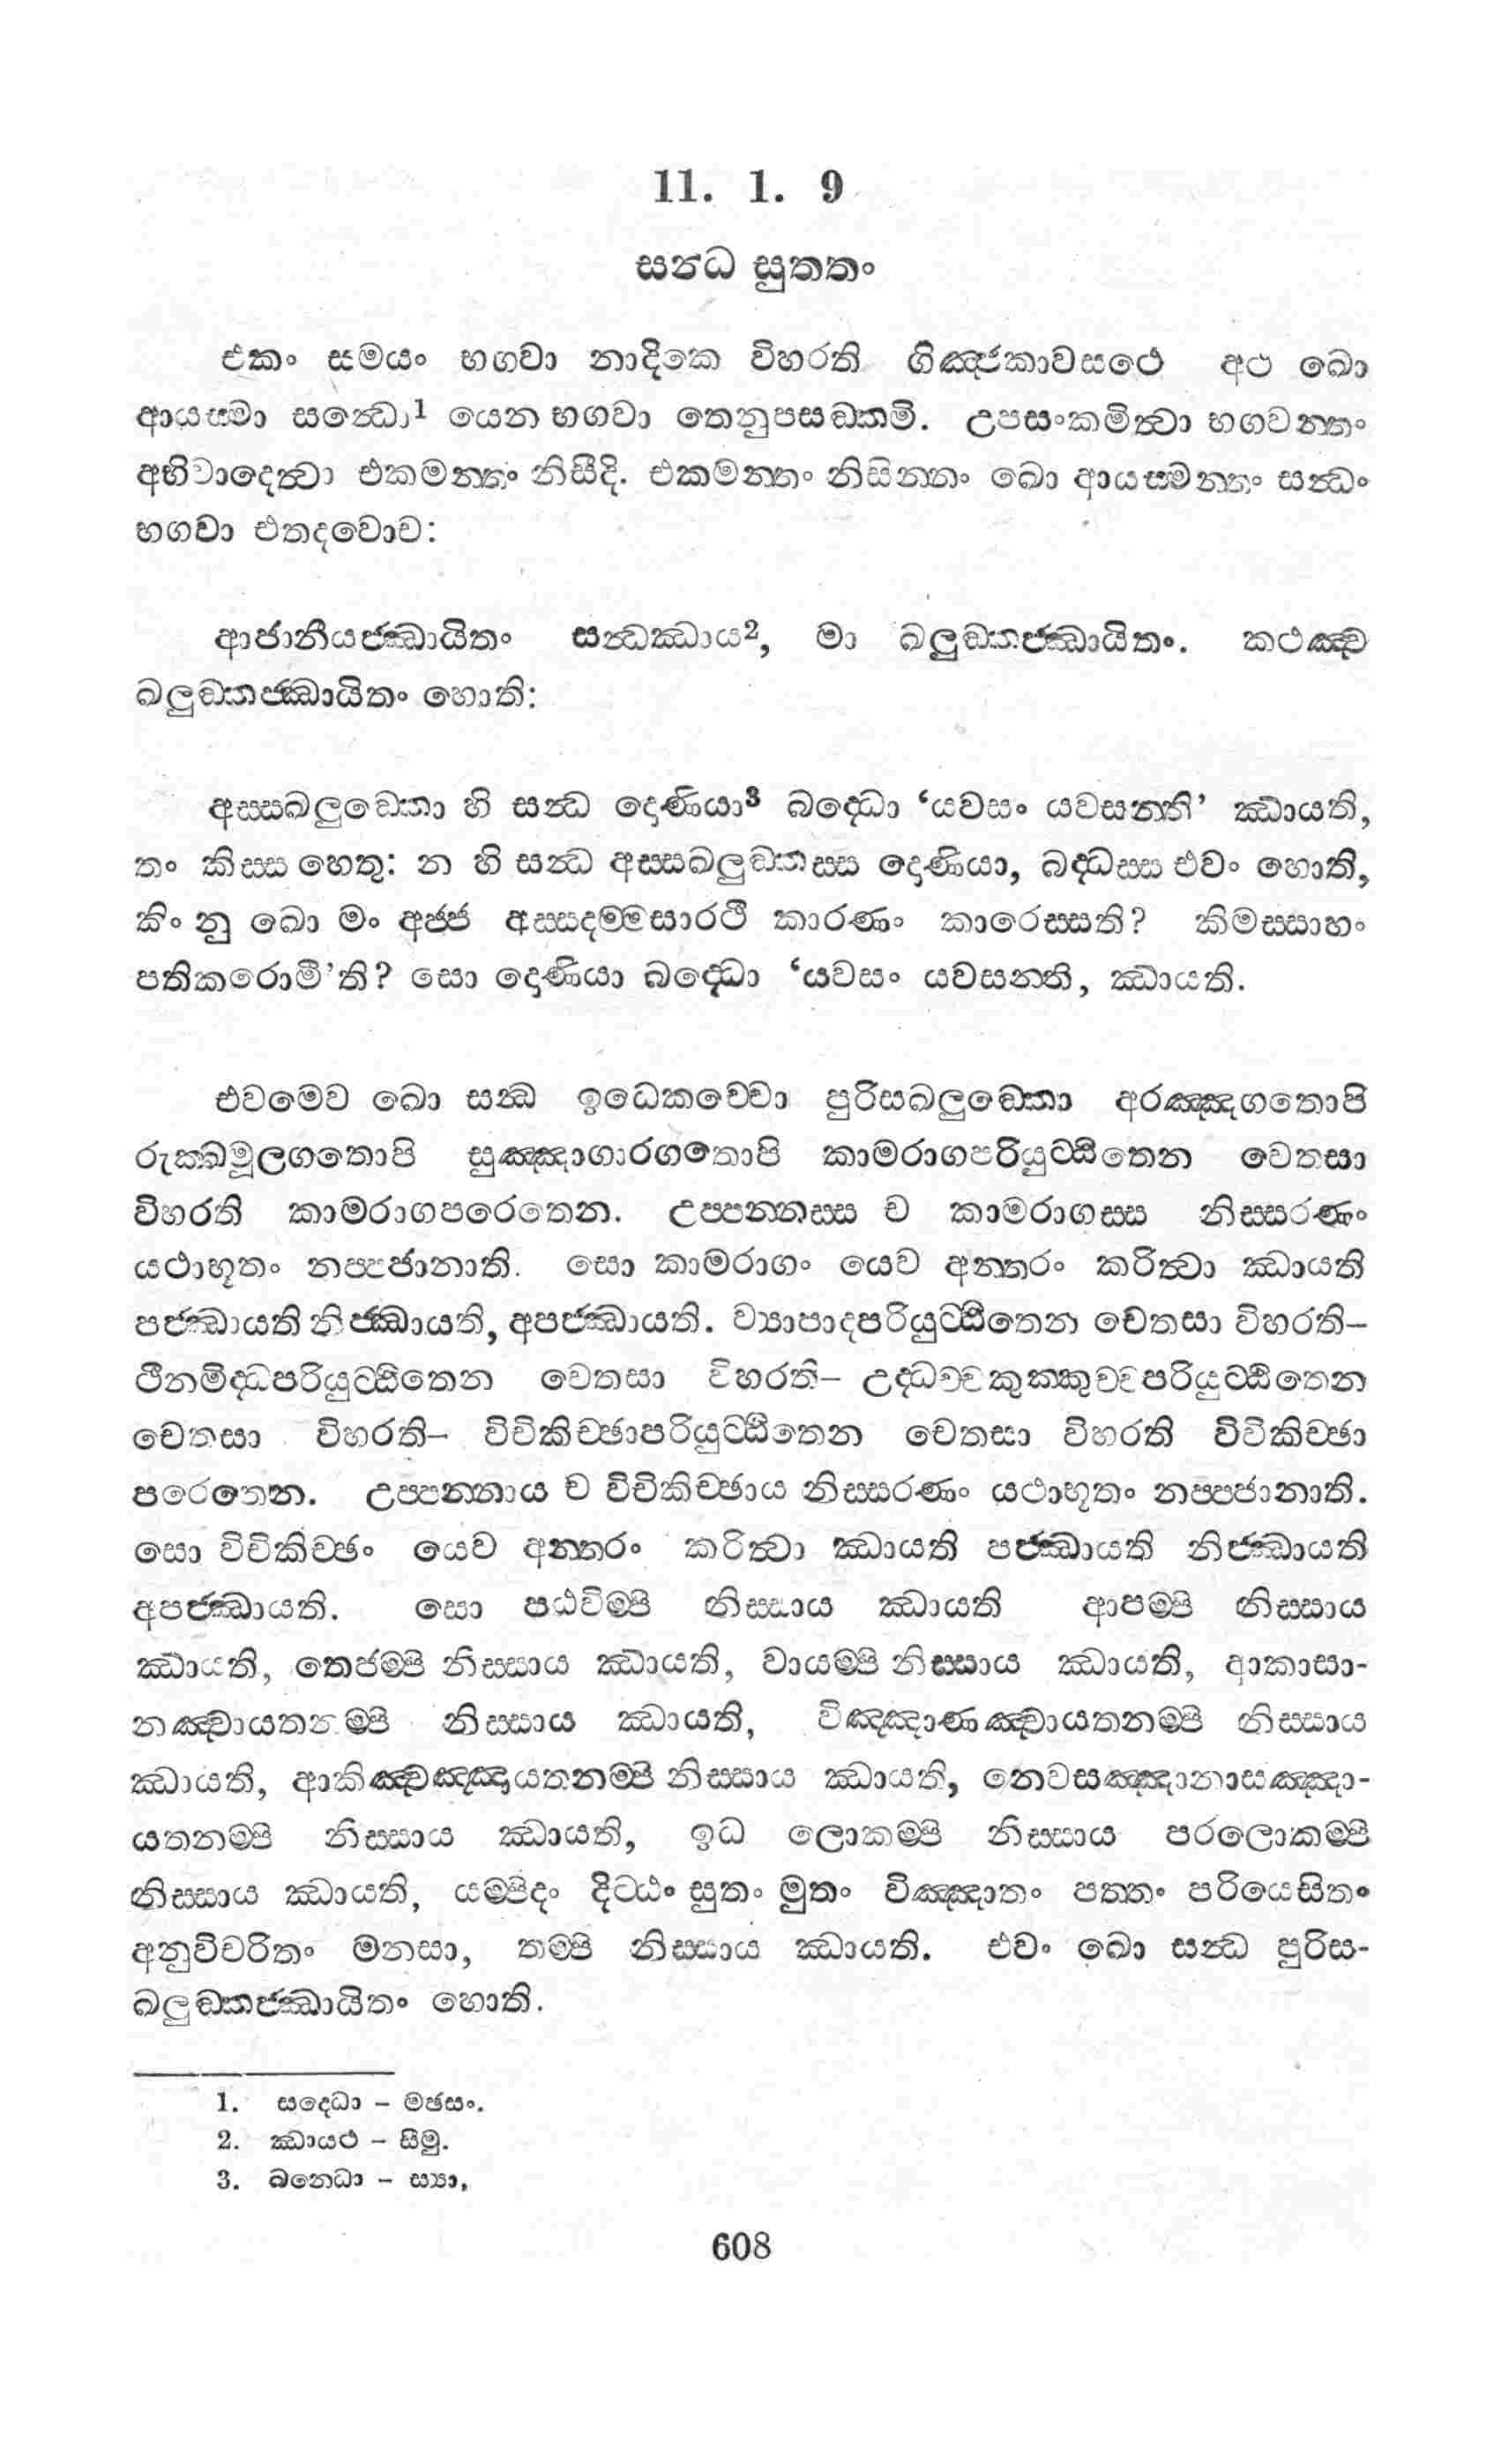 11. 1. 9
සන්ධ සුත්තං
එකං සමයං භගවා නාදිකෙ විහරති ගිඤ්ජකාවසථෙ අථ ඛො
ආයස්මා සන්ධො1 යෙන භගවා තෙනුපසඞ්කමි. උපසංකමිත්වා භගවන්තං
අභිවාදෙත්වා එකමන්තං නිසීදි. එකමන්තං නිසින්නං ඛො ආයස්මන්තං සන්ධං
භගවා එතදවොච:
ආජානීයජ්ඣායිතං සන්ධඣාය2, මා ඛලුඞ්කජ්ඣායිතං. කථඤ්ච
ඛලුඞ්කජ්ඣායිතං හොති:
අස්සඛලුඞ්කො හි සන්ධ දොණියා3 බද්ධො ‘යවසං යවසන්ති’ ඣායති,
තං කිස්ස හෙතු: න හි සන්ධ අස්සඛලුඞ්කස්ස දොණියා, බද්ධස්ස එවං හොති,
කිං නු ඛො මං අජ්ජ අස්සදම්මසාරථි කාරණං කාරෙස්සති? කිමස්සාහං
පතිකරොමී’ති? සො දොණියා බද්ධො ‘යවසං යවසන්ති, ඣායති.
එවමෙව ඛො සන්ධ ඉධෙකච්චො පුරිසඛලුඞ්කො අරඤ්ඤගතොපි
රුක්ඛමූලගතොපි සුඤ්ඤාගාරගතොපි කාමරාගපරියුට්ඨිතෙන චෙතසා
විහරති කාමරාගපරෙතෙන. උප්පන්නස්ස ච කාමරාගස්ස නිස්සරණං
යථාභූතං නප්පජානාති. සො කාමරාගං යෙව අන්තරං කරිත්වා ඣායති
පජ්ඣායති නිජ්ඣායති, අපජ්ඣායති. ව්‍යාපාදපරියුට්ඨිතෙන චෙතසා විහරති–
ථීනමිද්ධපරියුට්ඨිතෙන චෙතසා විහරති– උද්ධච්චකුක්කුච්චපරියුට්ඨිතෙන
චෙතසා විහරති– විචිකිච්ඡාපරියුට්ඨිතෙන චෙතසා විහරති විචිකිච්ඡා
පරෙතෙන. උප්පන්නාය ච විචිකිච්ඡාය නිස්සරණං යථාභූතං නප්පජානාති.
සො විචිකිච්ඡං යෙව අන්තරං කරිත්වා ඣායති පජ්ඣායති නිජ්ඣායති
අපජ්ඣායති. සො පඨවිම්පි නිස්සාය ඣායති ආපම්පි නිස්සාය
ඣායති, තෙජම්පි නිස්සාය ඣායති, වායම්පි නිස්සාය ඣායති, ආකාසා-
නඤ්චායතනම්පි නිස්සාය ඣායති, විඤ්ඤාණඤ්චායතනම්පි නිස්සාය
ඣායති, ආකිඤ්චඤ්ඤායතනම්පි නිස්සාය ඣායති, නෙවසඤ්ඤානාසඤ්ඤා-
යතනම්පි නිස්සාය ඣායති, ඉධ ලොකම්පි නිස්සාය පරලොකම්පි
නිස්සාය ඣායති, යම්පිදං දිට්ඨං සුතං මුතං විඤ්ඤාතං පත්තං පරියෙසිතං
අනුවිචරිතං මනසා, තම්පි නිස්සාය ඣායති. එවං ඛො සන්ධ පුරිස-
ඛලුඞ්කජ්ඣායිතං හොති.
1. සද්ධො – මඡසං.
2. ඣායථ – සීමු.
3. බන්ධො – ස්‍යා,
608